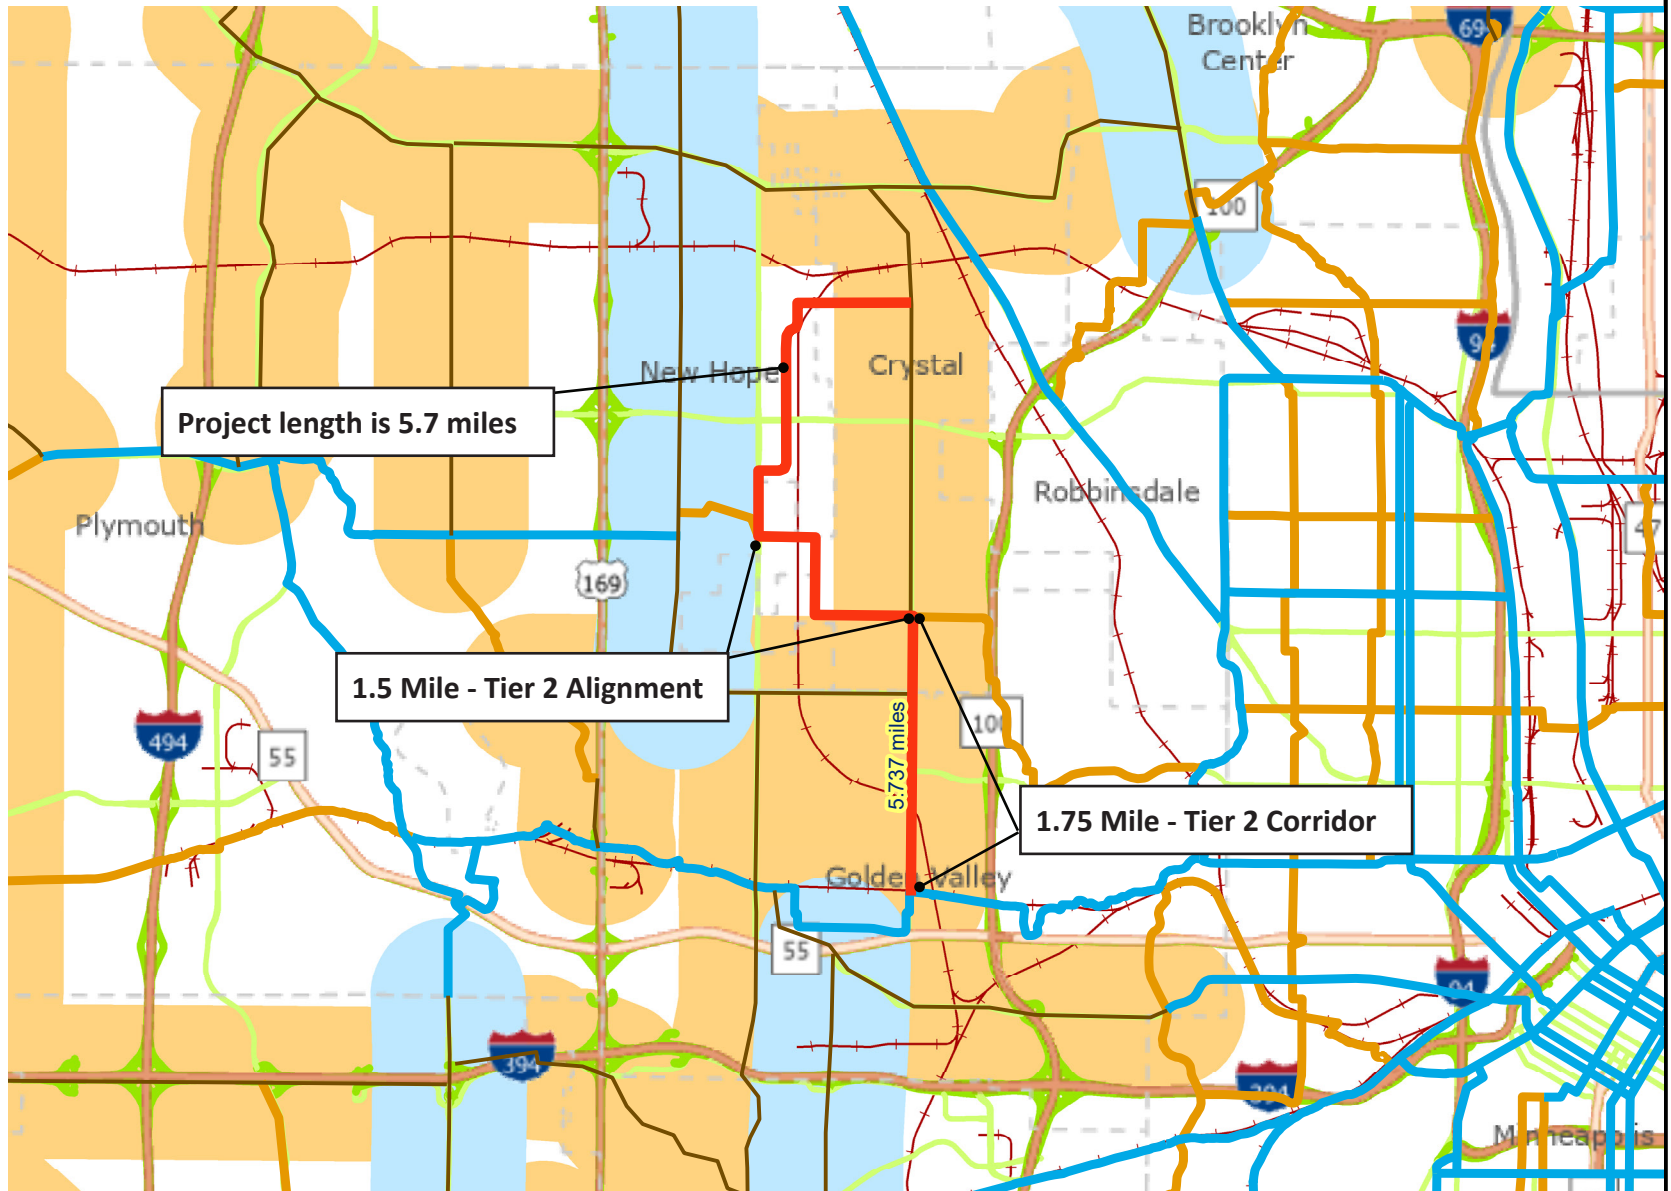 Brooklyn
Center
694
100
94
New Hope
Crystal
Project length is 5.7 miles
Robbinsdale
Plymouth
47
169
1.5 Mile - Tier 2 Alignment
494
55
100
5.737 miles
1.75 Mile - Tier 2 Corridor
Golden Valley
55
94
394
394
Minneapolis